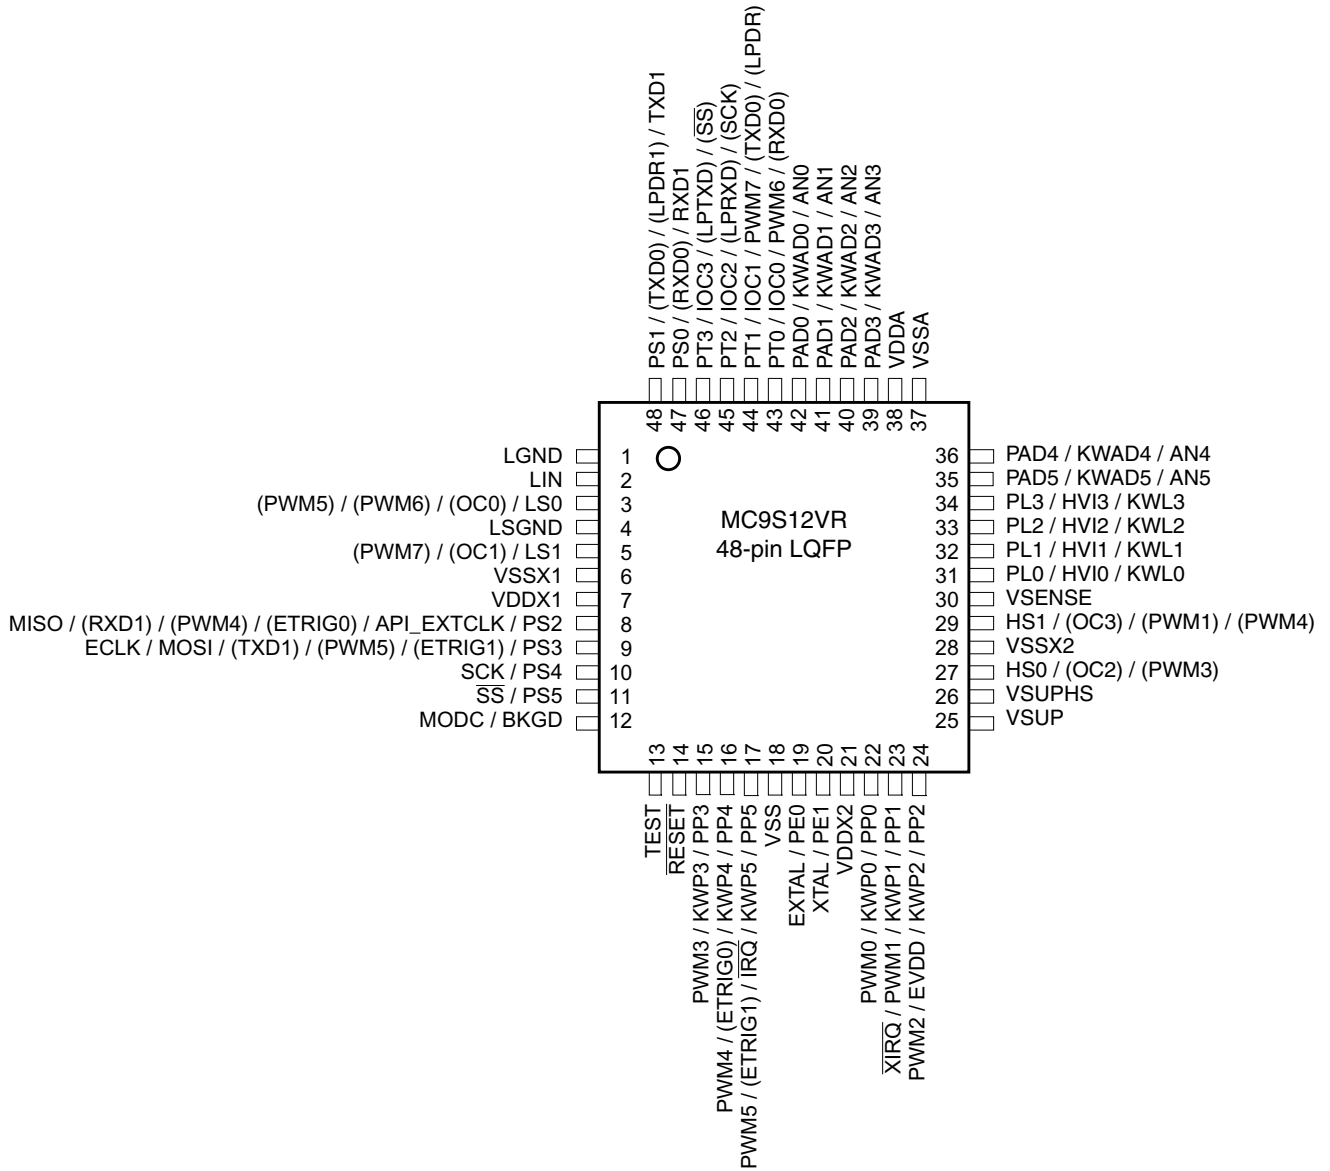 PS1 / (TXD0) / (LPDR1) / TXD1
PS0 / (RXD0) / RXD1
PT3 / IOC3 / (LPTXD) / (SS)
PT2 / IOC2 / (LPRXD) / (SCK)
PT1 / IOC1 / PWM7 / (TXD0) / (LPDR)
PT0 / IOC0 / PWM6 / (RXD0)
PAD0 / KWAD0 / AN0
PAD1 / KWAD1 / AN1
PAD2 / KWAD2 / AN2
PAD3 / KWAD3 / AN3
VDDA
VSSA
48
47
46
45
44
43
42
41
40
39
38
37
LGND 1
LIN 2
(PWM5) / (PWM6) / (OC0) / LS0 3
LSGND 4
(PWM7) / (OC1) / LS1 5
VSSX1 6
VDDX1 7
MISO / (RXD1) / (PWM4) / (ETRIG0) / API_EXTCLK / PS2 8
ECLK / MOSI / (TXD1) / (PWM5) / (ETRIG1) / PS3 9
SCK / PS4 10
SS / PS5 11
MODC / BKGD 12
MC9S12VR
48-pin LQFP
36 PAD4 / KWAD4 / AN4
35 PAD5 / KWAD5 / AN5
34 PL3 / HVI3 / KWL3
33 PL2 / HVI2 / KWL2
32 PL1 / HVI1 / KWL1
31 PL0 / HVI0 / KWL0
30 VSENSE
29 HS1 / (OC3) / (PWM1) / (PWM4)
28 VSSX2
27 HS0 / (OC2) / (PWM3)
26 VSUPHS
25 VSUP
13
14
15
16
17
18
19
20
21
22
23
24
TEST
RESET
PWM3 / KWP3 / PP3
PWM4 / (ETRIG0) / KWP4 / PP4
PWM5 / (ETRIG1) / IRQ / KWP5 / PP5
VSS
EXTAL / PE0
XTAL / PE1
VDDX2
PWM0 / KWP0 / PP0
XIRQ / PWM1 / KWP1 / PP1
PWM2 / EVDD / KWP2 / PP2